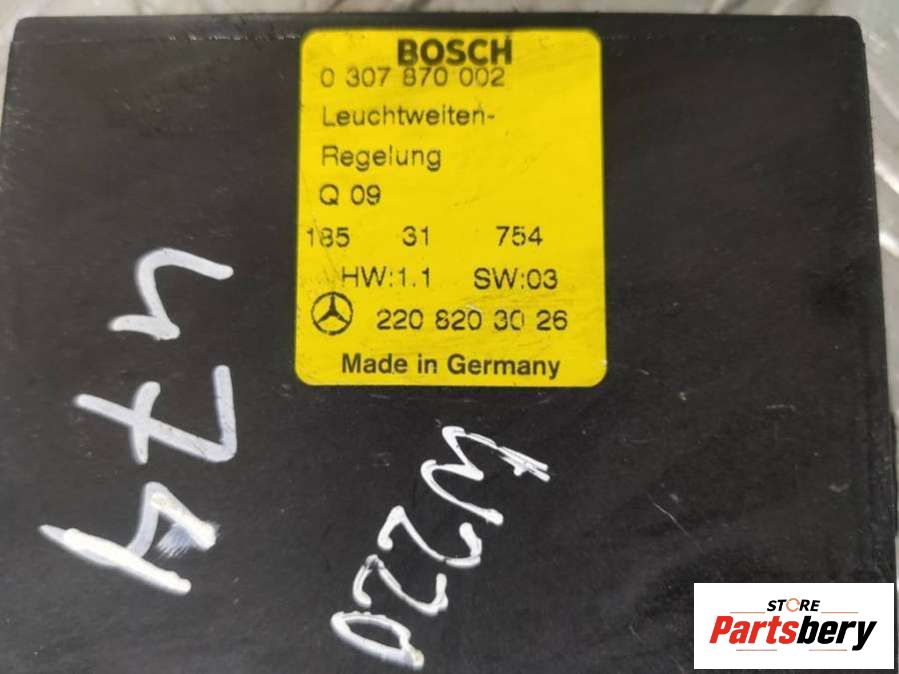 BOSCH
0 307 870 002
Leuchtweiten-
Regelung
Q 09
185 31 754
HW:1.1 SW:03
220 820 30 26
Made in Germany
W220
STORE
Partsbery